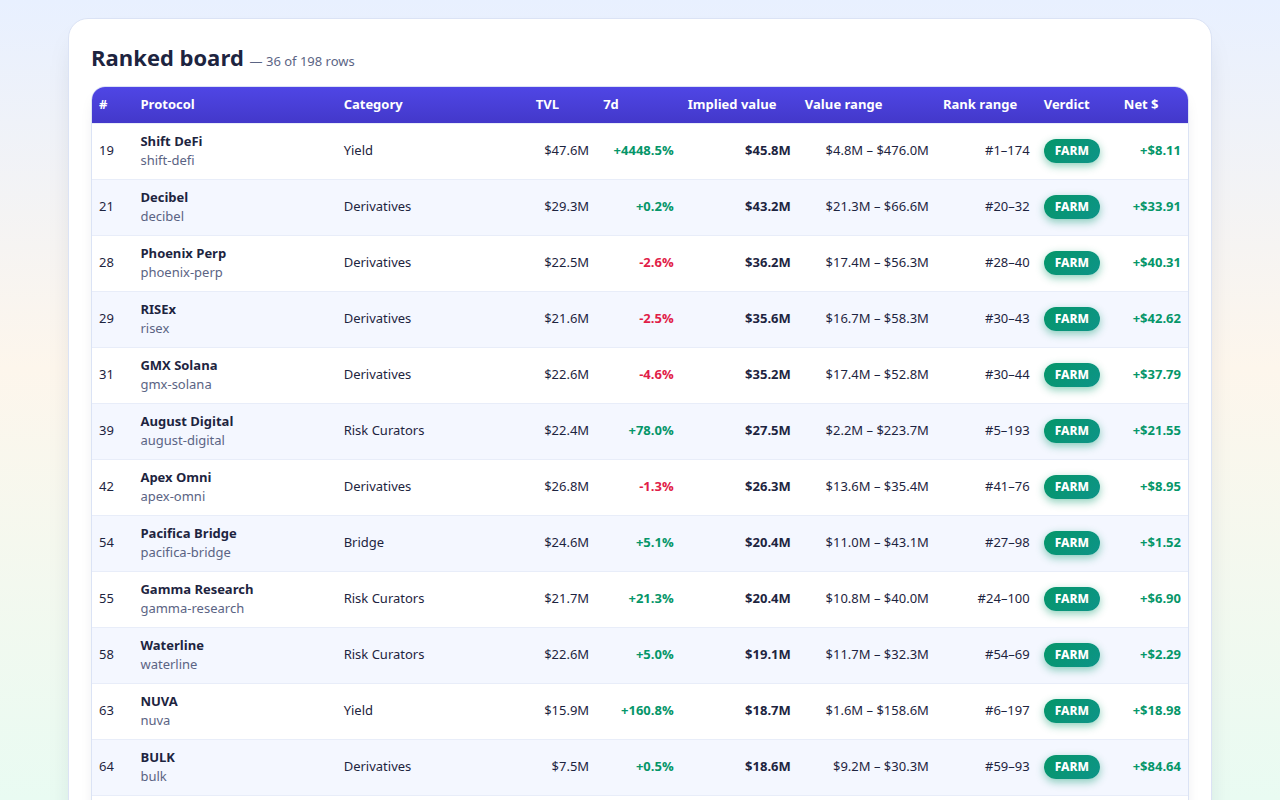 Ranked board — 36 of 198 rows
# Protocol Category TVL 7d Implied value Value range Rank range Verdict Net $
19 Shift DeFi Yield $47.6M +4448.5% $45.8M $4.8M – $476.0M #1–174 FARM +$8.11
shift-defi
21 Decibel Derivatives $29.3M +0.2% $43.2M $21.3M – $66.6M #20–32 FARM +$33.91
decibel
28 Phoenix Perp Derivatives $22.5M -2.6% $36.2M $17.4M – $56.3M #28–40 FARM +$40.31
phoenix-perp
29 RISEx Derivatives $21.6M -2.5% $35.6M $16.7M – $58.3M #30–43 FARM +$42.62
risex
31 GMX Solana Derivatives $22.6M -4.6% $35.2M $17.4M – $52.8M #30–44 FARM +$37.79
gmx-solana
39 August Digital Risk Curators $22.4M +78.0% $27.5M $2.2M – $223.7M #5–193 FARM +$21.55
august-digital
42 Apex Omni Derivatives $26.8M -1.3% $26.3M $13.6M – $35.4M #41–76 FARM +$8.95
apex-omni
54 Pacifica Bridge Bridge $24.6M +5.1% $20.4M $11.0M – $43.1M #27–98 FARM +$1.52
pacifica-bridge
55 Gamma Research Risk Curators $21.7M +21.3% $20.4M $10.8M – $40.0M #24–100 FARM +$6.90
gamma-research
58 Waterline Risk Curators $22.6M +5.0% $19.1M $11.7M – $32.3M #54–69 FARM +$2.29
waterline
63 NUVA Yield $15.9M +160.8% $18.7M $1.6M – $158.6M #6–197 FARM +$18.98
nuva
64 BULK Derivatives $7.5M +0.5% $18.6M $9.2M – $30.3M #59–93 FARM +$84.64
bulk